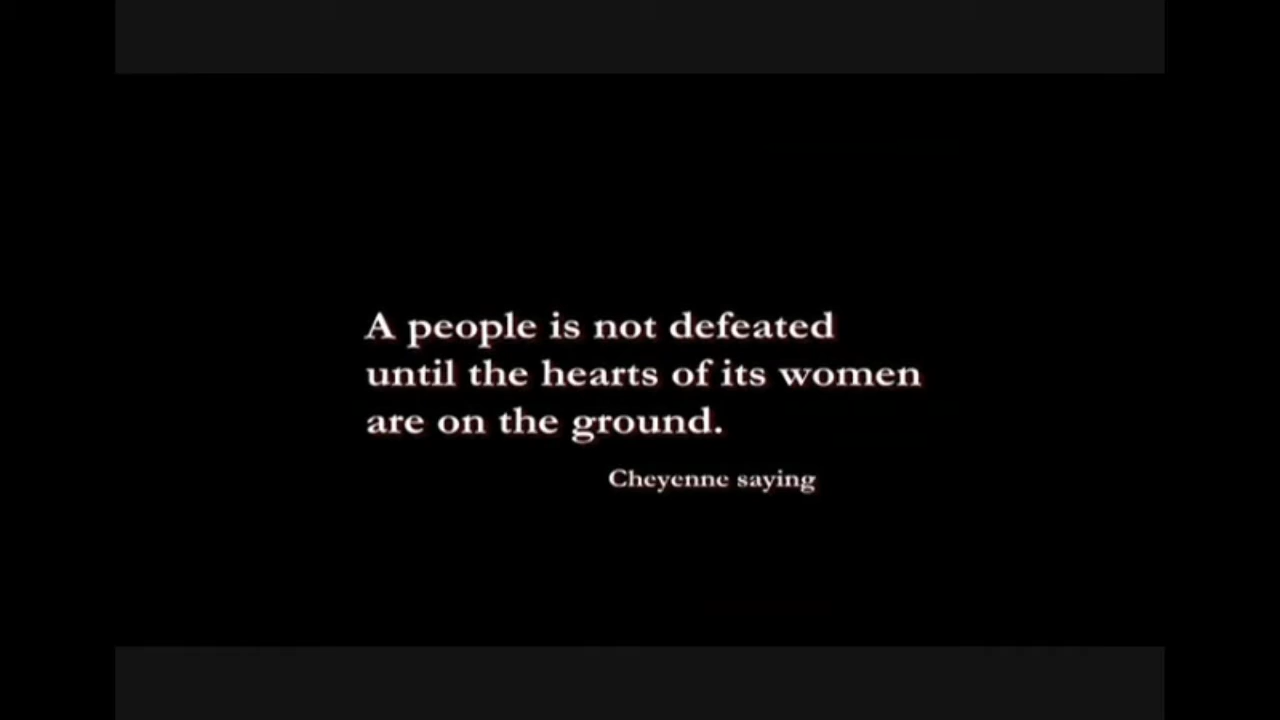 A people is not defeated
until the hearts of its women
are on the ground.
Cheyenne saying